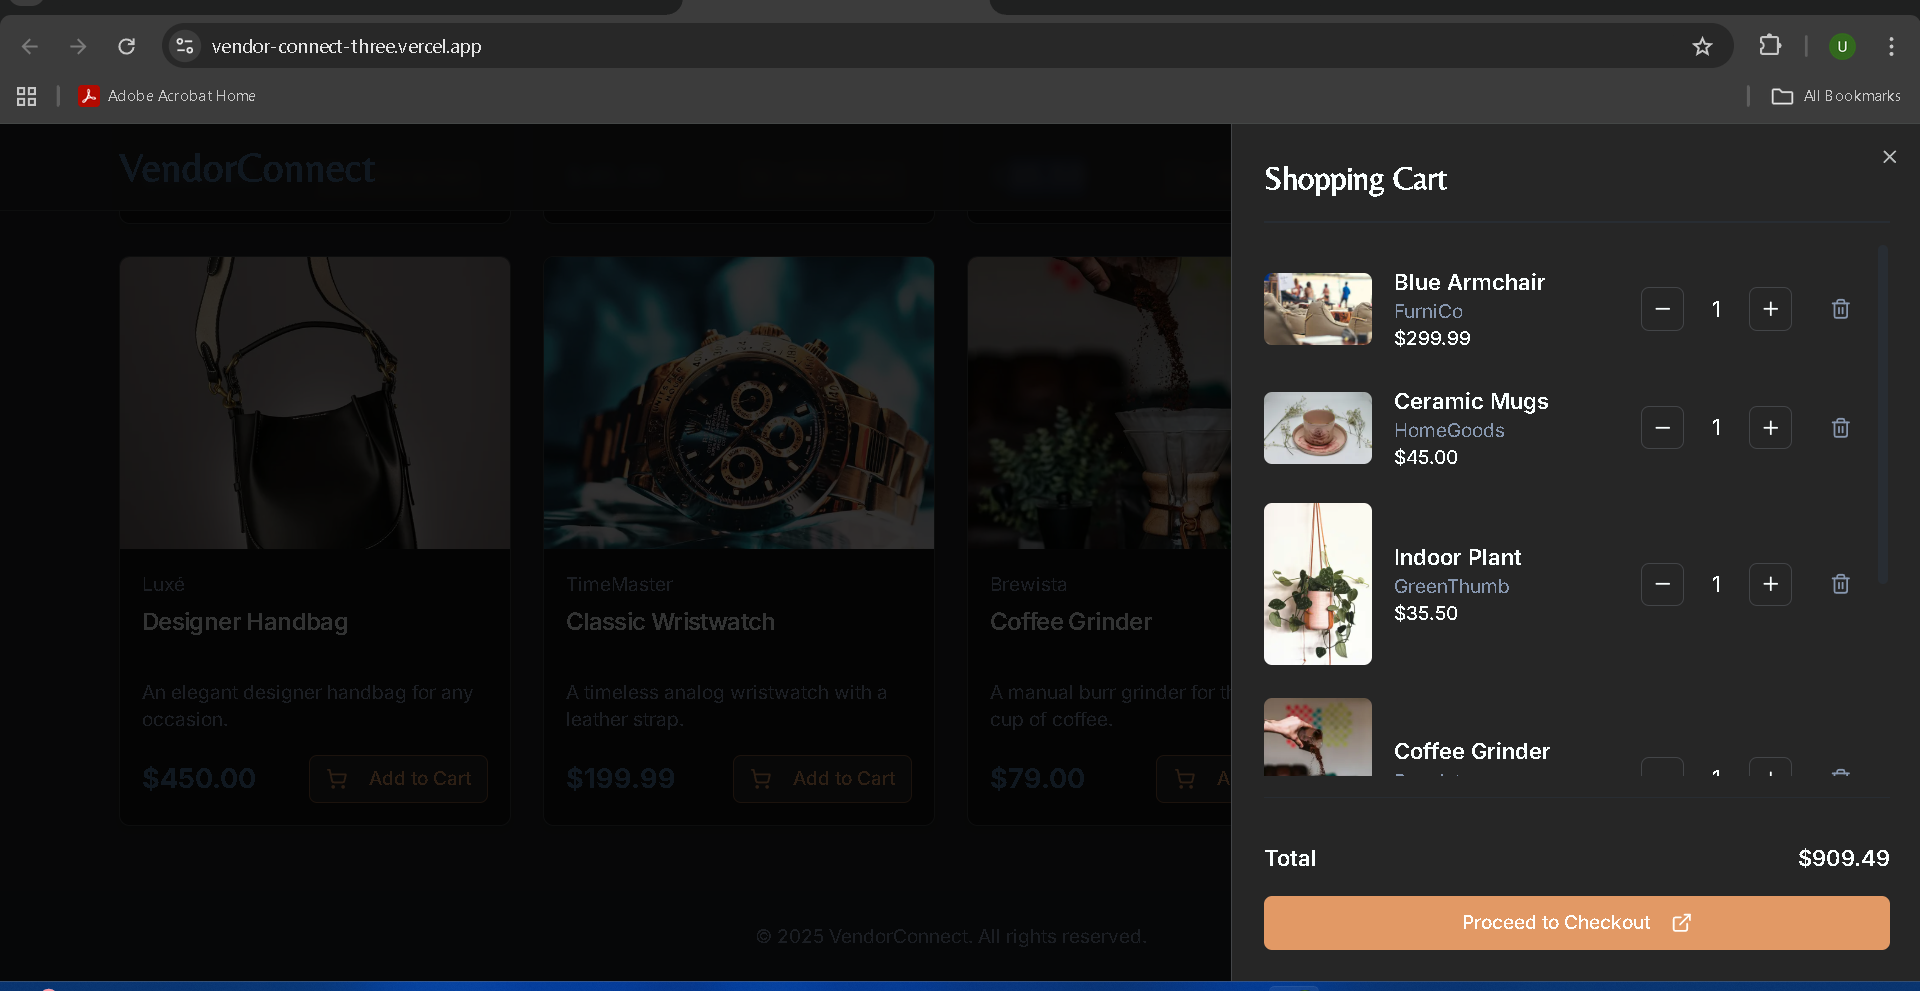 vendor-connect-three.vercel.app
U
Adobe Acrobat Home
All Bookmarks
VendorConnect
Luxé
Designer Handbag
An elegant designer handbag for any
occasion.
$450.00
Add to Cart
TimeMaster
Classic Wristwatch
A timeless analog wristwatch with a
leather strap.
$199.99
Add to Cart
Brewista
Coffee Grinder
A manual burr grinder for
cup of coffee.
$79.00
© 2025 VendorConnect. All rights reserved.
Shopping Cart
Blue Armchair
FurniCo
$299.99
1
Ceramic Mugs
HomeGoods
$45.00
1
Indoor Plant
GreenThumb
$35.50
1
Coffee Grinder
1
Total
$909.49
Proceed to Checkout